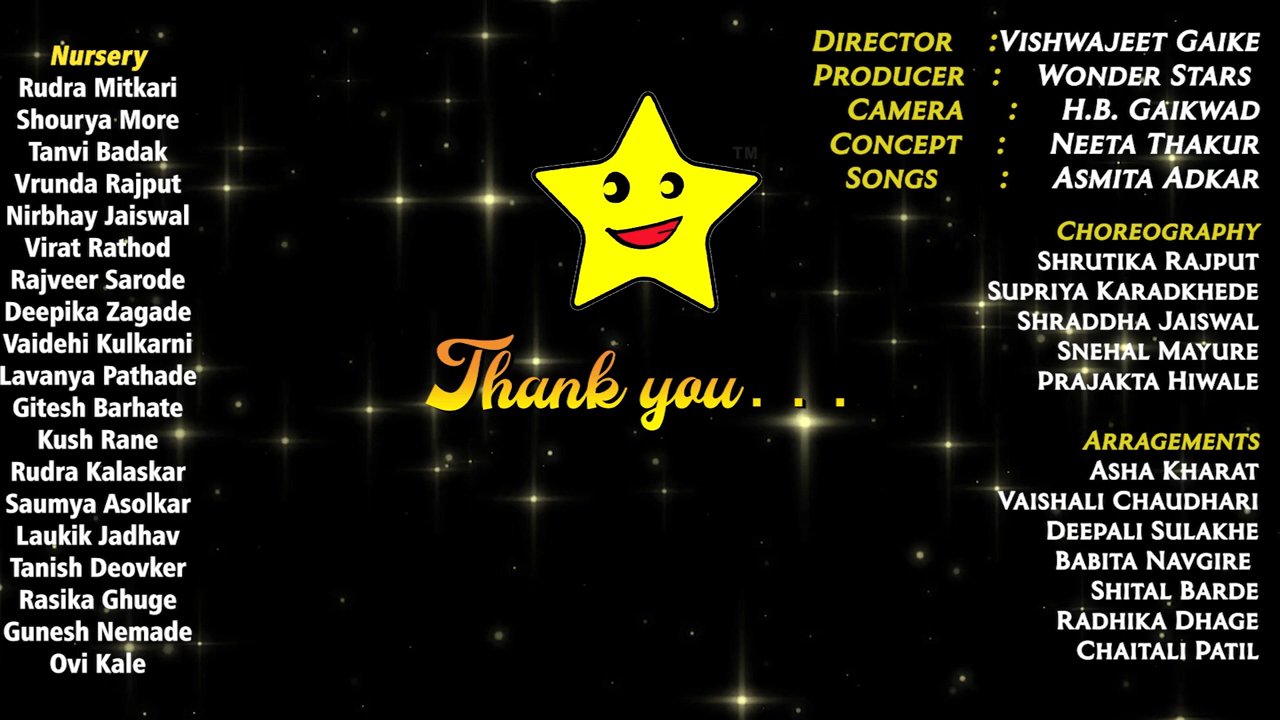 Nursery
Rudra Mitkari
Shourya More
Tanvi Badak
Vrunda Rajput
Nirbhay Jaiswal
Virat Rathod
Rajveer Sarode
Deepika Zagade
Vaidehi Kulkarni
Lavanya Pathade
Gitesh Barhate
Kush Rane
Rudra Kalaskar
Saumya Asolkar
Laukik Jadhav
Tanish Deovker
Rasika Ghuge
Gunesh Nemade
Ovi Kale
TM
Thank you . . .
DIRECTOR :VISHWAJEET GAIKE
PRODUCER : WONDER STARS
CAMERA : H.B. GAIKWAD
CONCEPT : NEETA THAKUR
SONGS : ASMITA ADKAR
CHOREOGRAPHY
SHRUTIKA RAJPUT
SUPRIYA KARADKHEDE
SHRADDHA JAISWAL
SNEHAL MAYURE
PRAJAKTA HIWALE
ARRAGEMENTS
ASHA KHARAT
VAISHALI CHAUDHARI
DEEPALI SULAKHE
BABITA NAVGIRE
SHITAL BARDE
RADHIKA DHAGE
CHAITALI PATIL